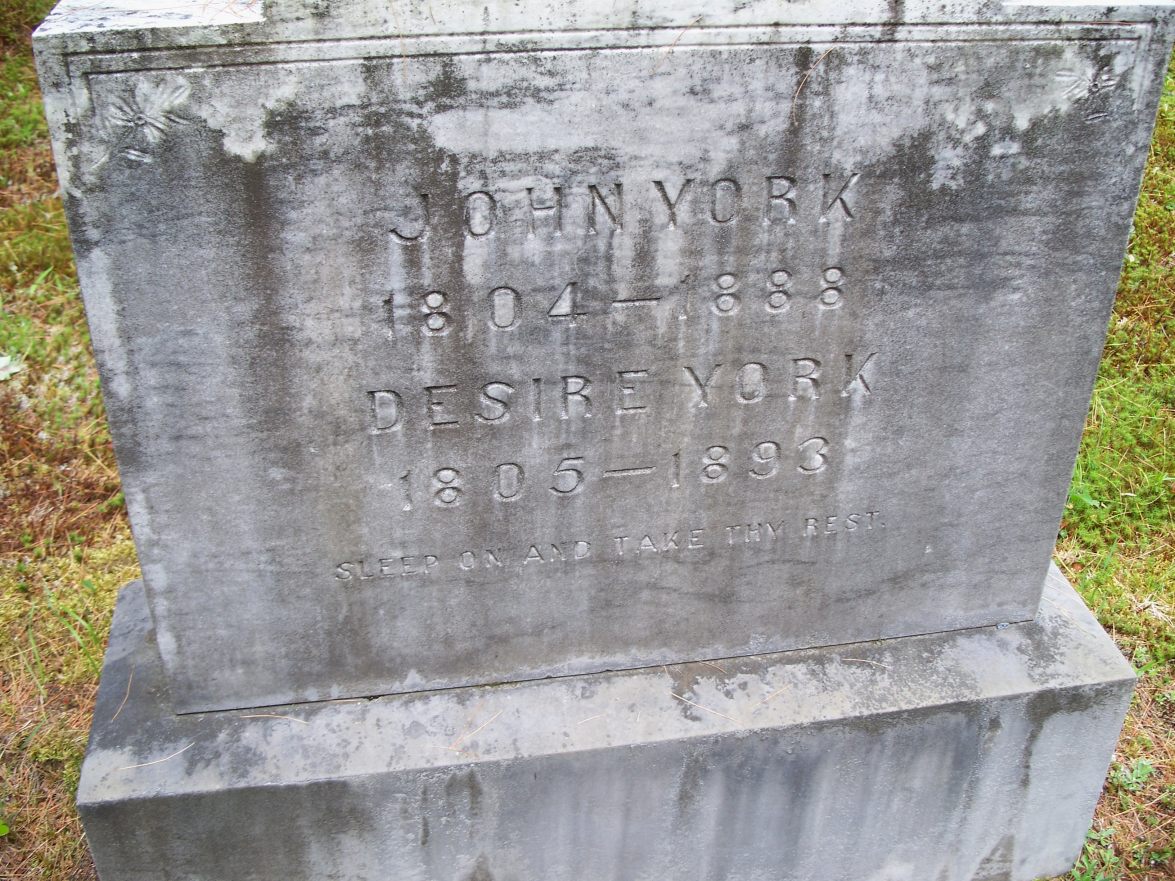 JOHN YORK
1804—1888
DESIRE YORK
1805—1893
SLEEP ON AND TAKE THY REST.